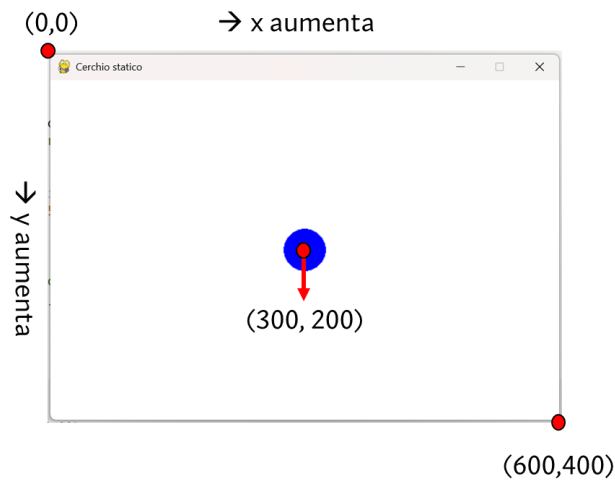 (0,0)
→ x aumenta
Cerchio statico
→ y aumenta
(300, 200)
(600,400)